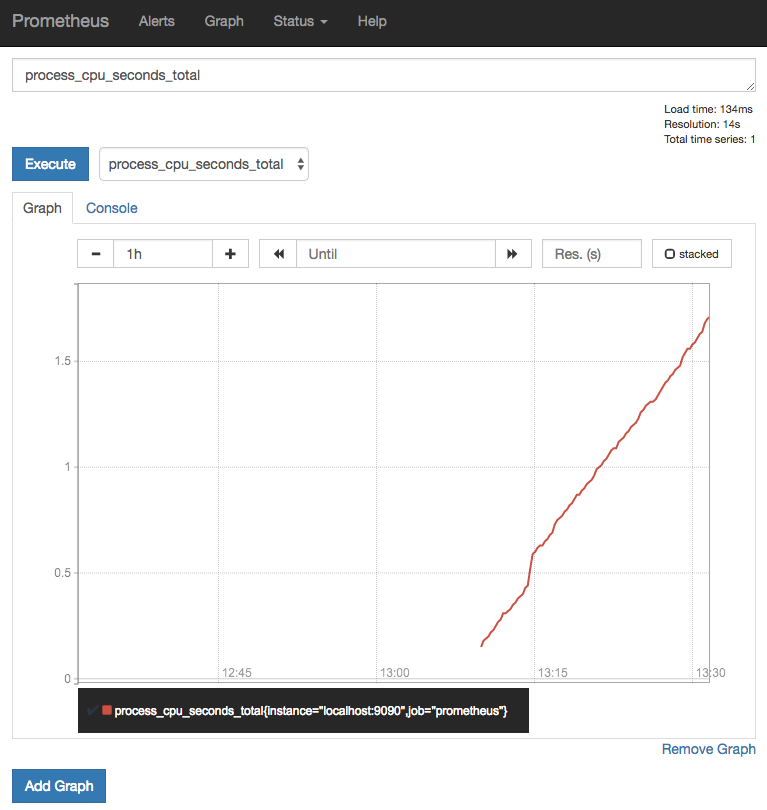 Prometheus Alerts Graph Status Help
process_cpu_seconds_total
Load time: 134ms
Resolution: 14s
Total time series: 1
Execute process_cpu_seconds_total
Graph Console
1h Until Res. (s) stacked
1.5
1
0.5
0
12:45 13:00 13:15 13:30
process_cpu_seconds_total{instance="localhost:9090",job="prometheus"}
Remove Graph
Add Graph